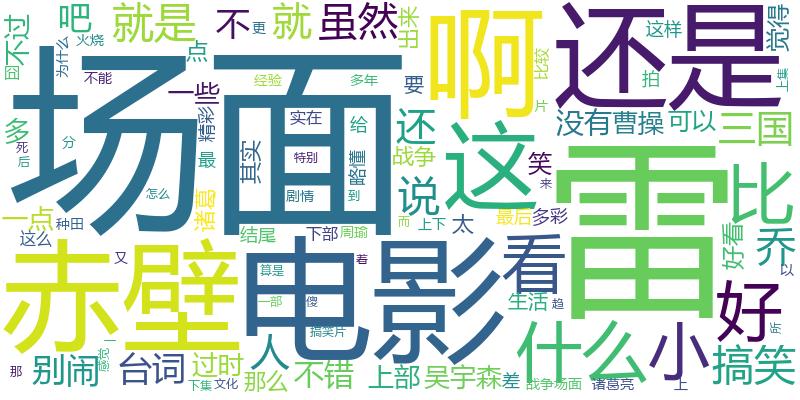 不过
为什么
火烧
吧
就是
点
不
更
就
虽然
出来
场面
啊
比较
片
还是
这样
拍
觉得
上集
回
不能
一些
经验
多年
要
多
死
后
分
精彩
最
其实
实在
特别
给
略懂
还
战争
笑
没有
曹操
可以
三国
一点
种田
这么
怎么
诸葛
剧情
到
说
这
来
雷
比
结尾
下部
周瑜
而
上下
太
最后
多彩
好看
乔
以
赤壁
又
电影
算是
着
一部
傻
搞笑片
看
生活
趋
好
所
那
别闹
感觉
一
台词
过时
下集
文化
人
那么
不错
上部
吴宇森
差
什么
战争场面
小
诸葛亮
上
搞笑